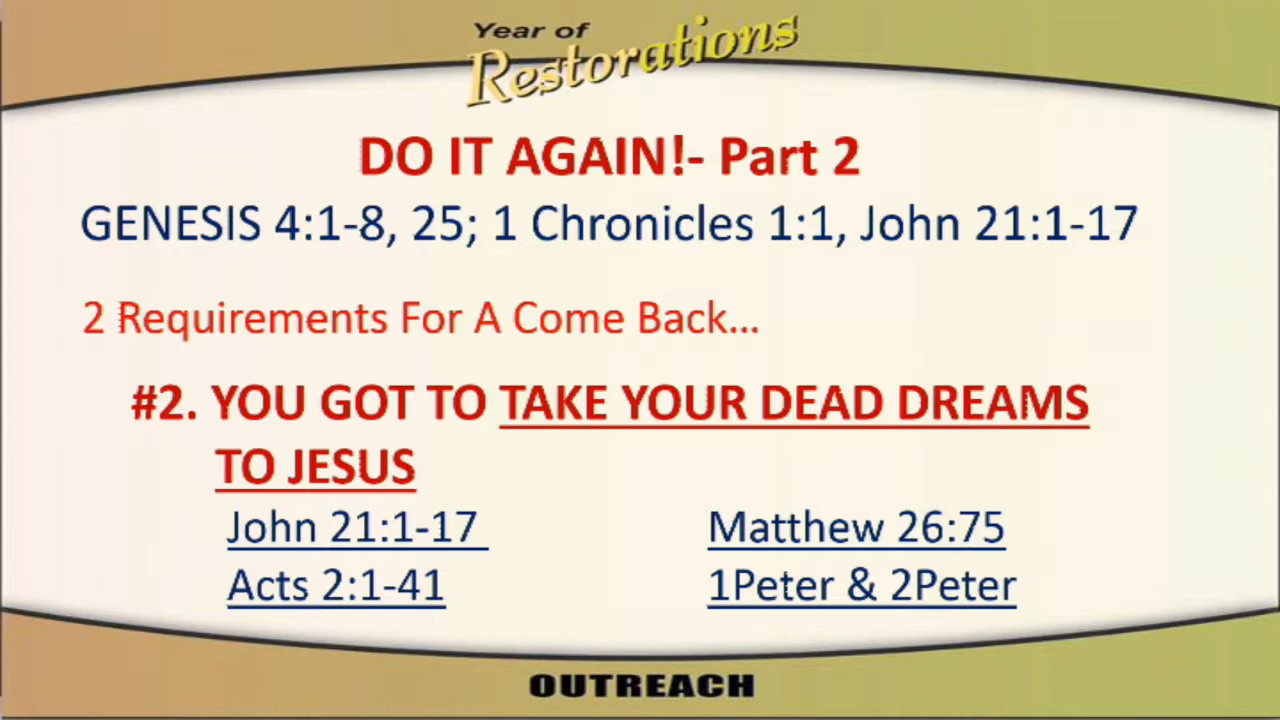 Year of
Restorations
DO IT AGAIN!- Part 2
GENESIS 4:1-8, 25; 1 Chronicles 1:1, John 21:1-17
2 Requirements For A Come Back...
#2. YOU GOT TO TAKE YOUR DEAD DREAMS
TO JESUS
John 21:1-17 Matthew 26:75
Acts 2:1-41 1Peter & 2Peter
OUTREACH